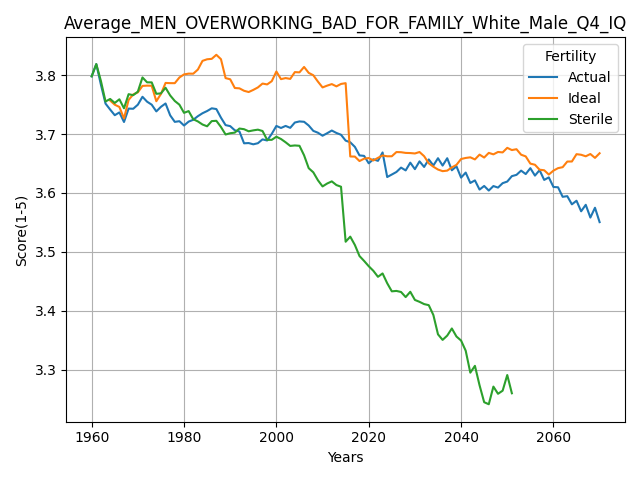 Average_MEN_OVERWORKING_BAD_FOR_FAMILY_White_Male_Q4_IQ
Fertility
Actual
Ideal
Sterile
Score(1-5)
3.8
3.7
3.6
3.5
3.4
3.3
1960 1980 2000 2020 2040 2060
Years